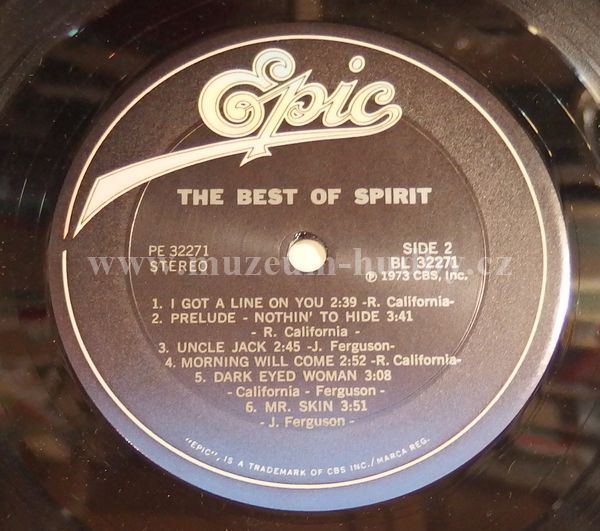 Epic
THE BEST OF SPIRIT
PE 32271
STEREO
SIDE 2
BL 32271
℗ 1973 CBS, Inc.
www.muzeum-hudby.cz
1. I GOT A LINE ON YOU 2:39 -R. California-
2. PRELUDE - NOTHIN' TO HIDE 3:41
- R. California -
3. UNCLE JACK 2:45 -J. Ferguson-
4. MORNING WILL COME 2:52 -R. California-
5. DARK EYED WOMAN 3:08
- California - Ferguson -
6. MR. SKIN 3:51
- J. Ferguson -
"EPIC", IS A TRADEMARK OF CBS INC./MARCA REG.